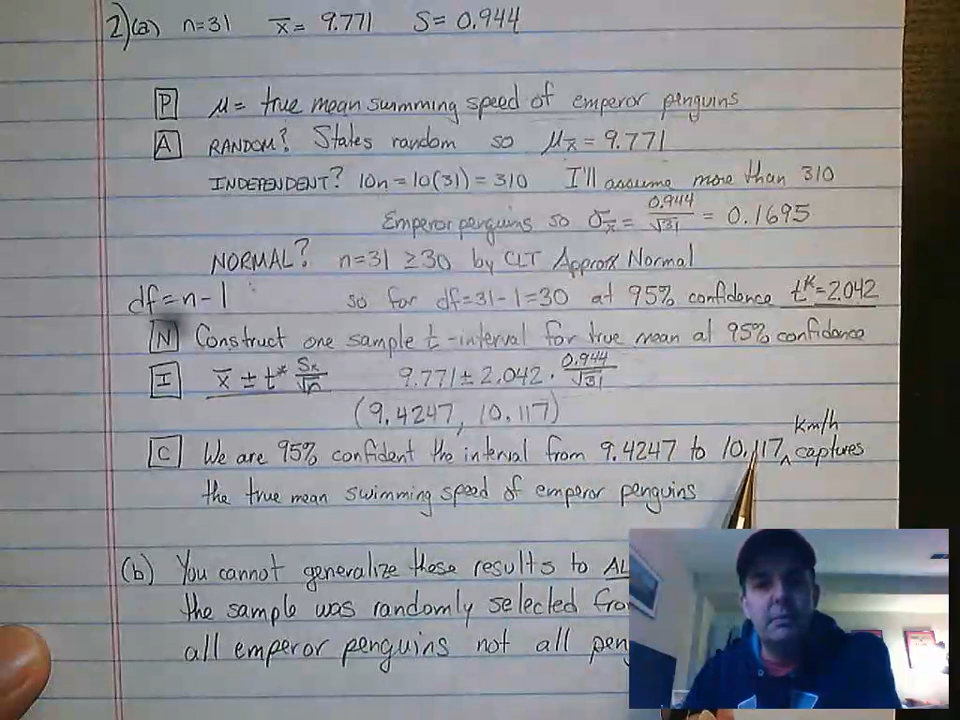 2)(a) n=31 x̄ = 9.771 S = 0.944
P μ = true mean swimming speed of emperor penguins
A RANDOM? States random so μx̄ = 9.771
INDEPENDENT? 10n = 10(31) = 310 I'll assume more than 310
Emperor penguins so σx̄ = 0.944/√31 = 0.1695
NORMAL? n=31 ≥30 by CLT Approx Normal
df = n - 1 so for df = 31-1 = 30 at 95% confidence t* = 2.042
N Construct one sample t-interval for true mean at 95% confidence
I x̄ ± t* Sx/√n 9.771 ± 2.042 · 0.944/√31
(9.4247, 10.117)
km/h
C We are 95% confident the interval from 9.4247 to 10.117 ^ captures
the true mean swimming speed of emperor penguins
(b) You cannot generalize these results to AL
the sample was randomly selected fro
all emperor penguins not all pen